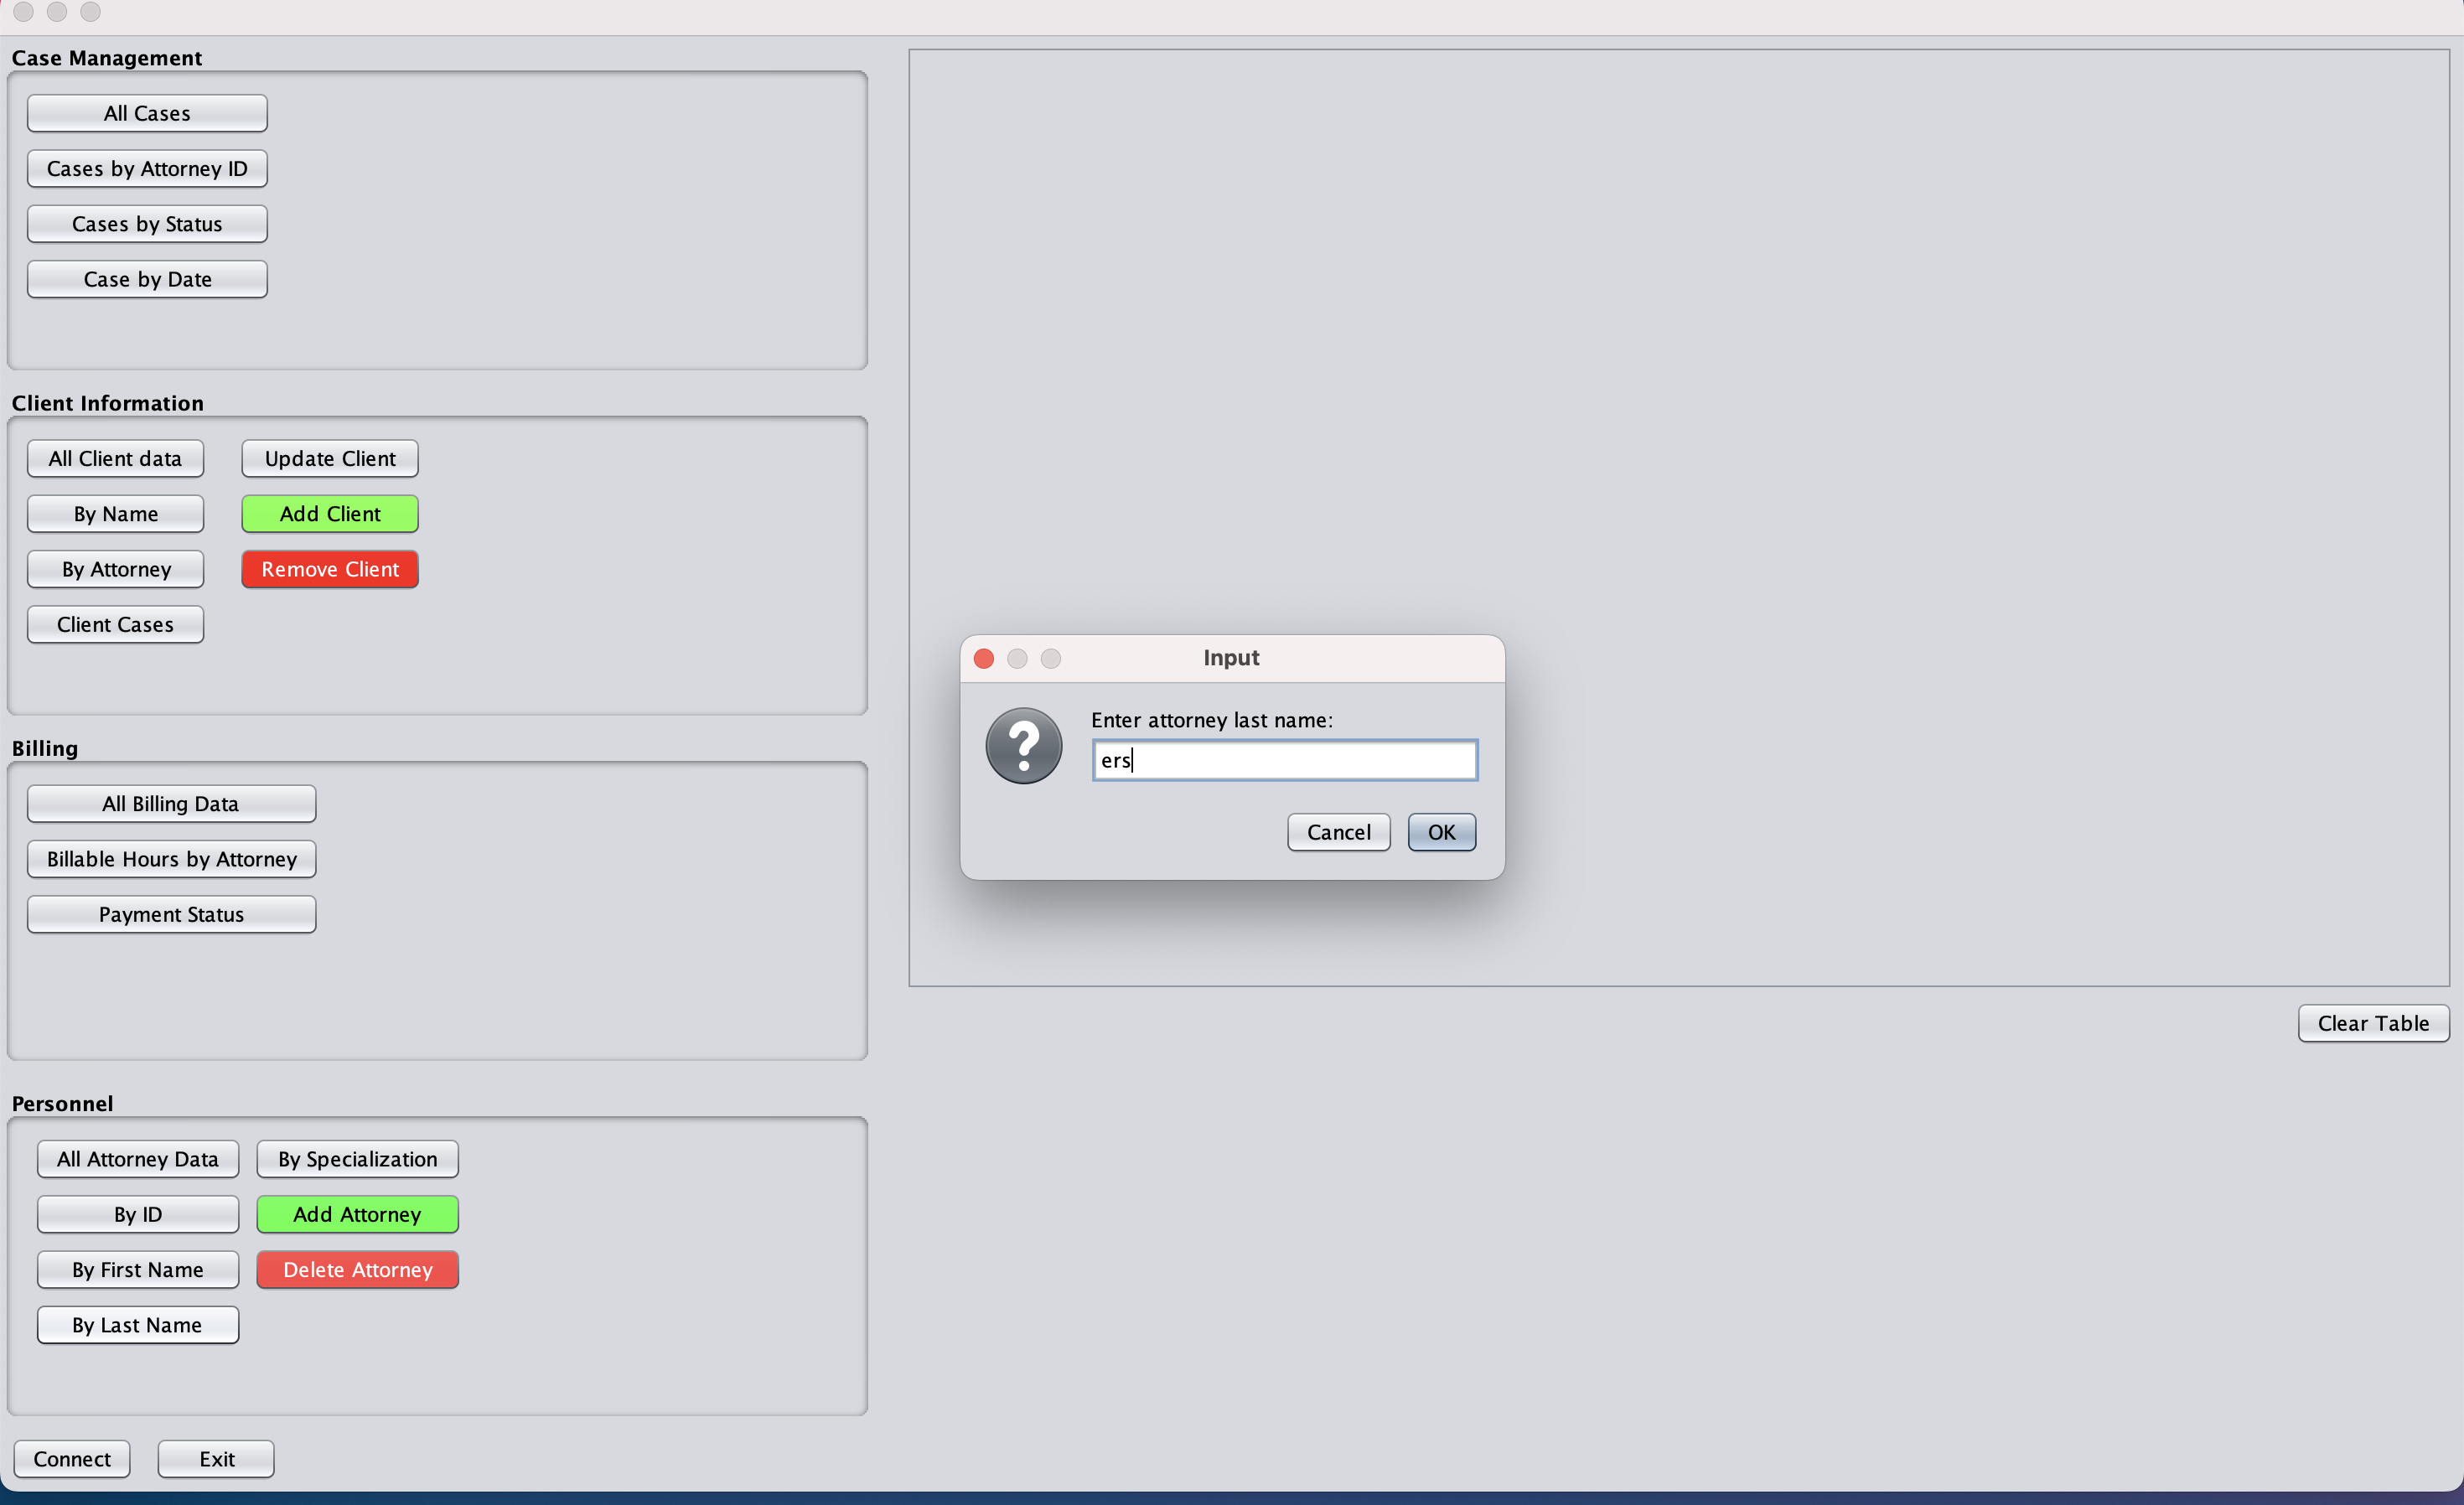 Case Management
All Cases
Cases by Attorney ID
Cases by Status
Case by Date
Client Information
All Client data
Update Client
By Name
Add Client
By Attorney
Remove Client
Client Cases
Billing
All Billing Data
Billable Hours by Attorney
Payment Status
Personnel
All Attorney Data
By Specialization
By ID
Add Attorney
By First Name
Delete Attorney
By Last Name
Connect
Exit
Input
Enter attorney last name:
ers
Cancel
OK
Clear Table